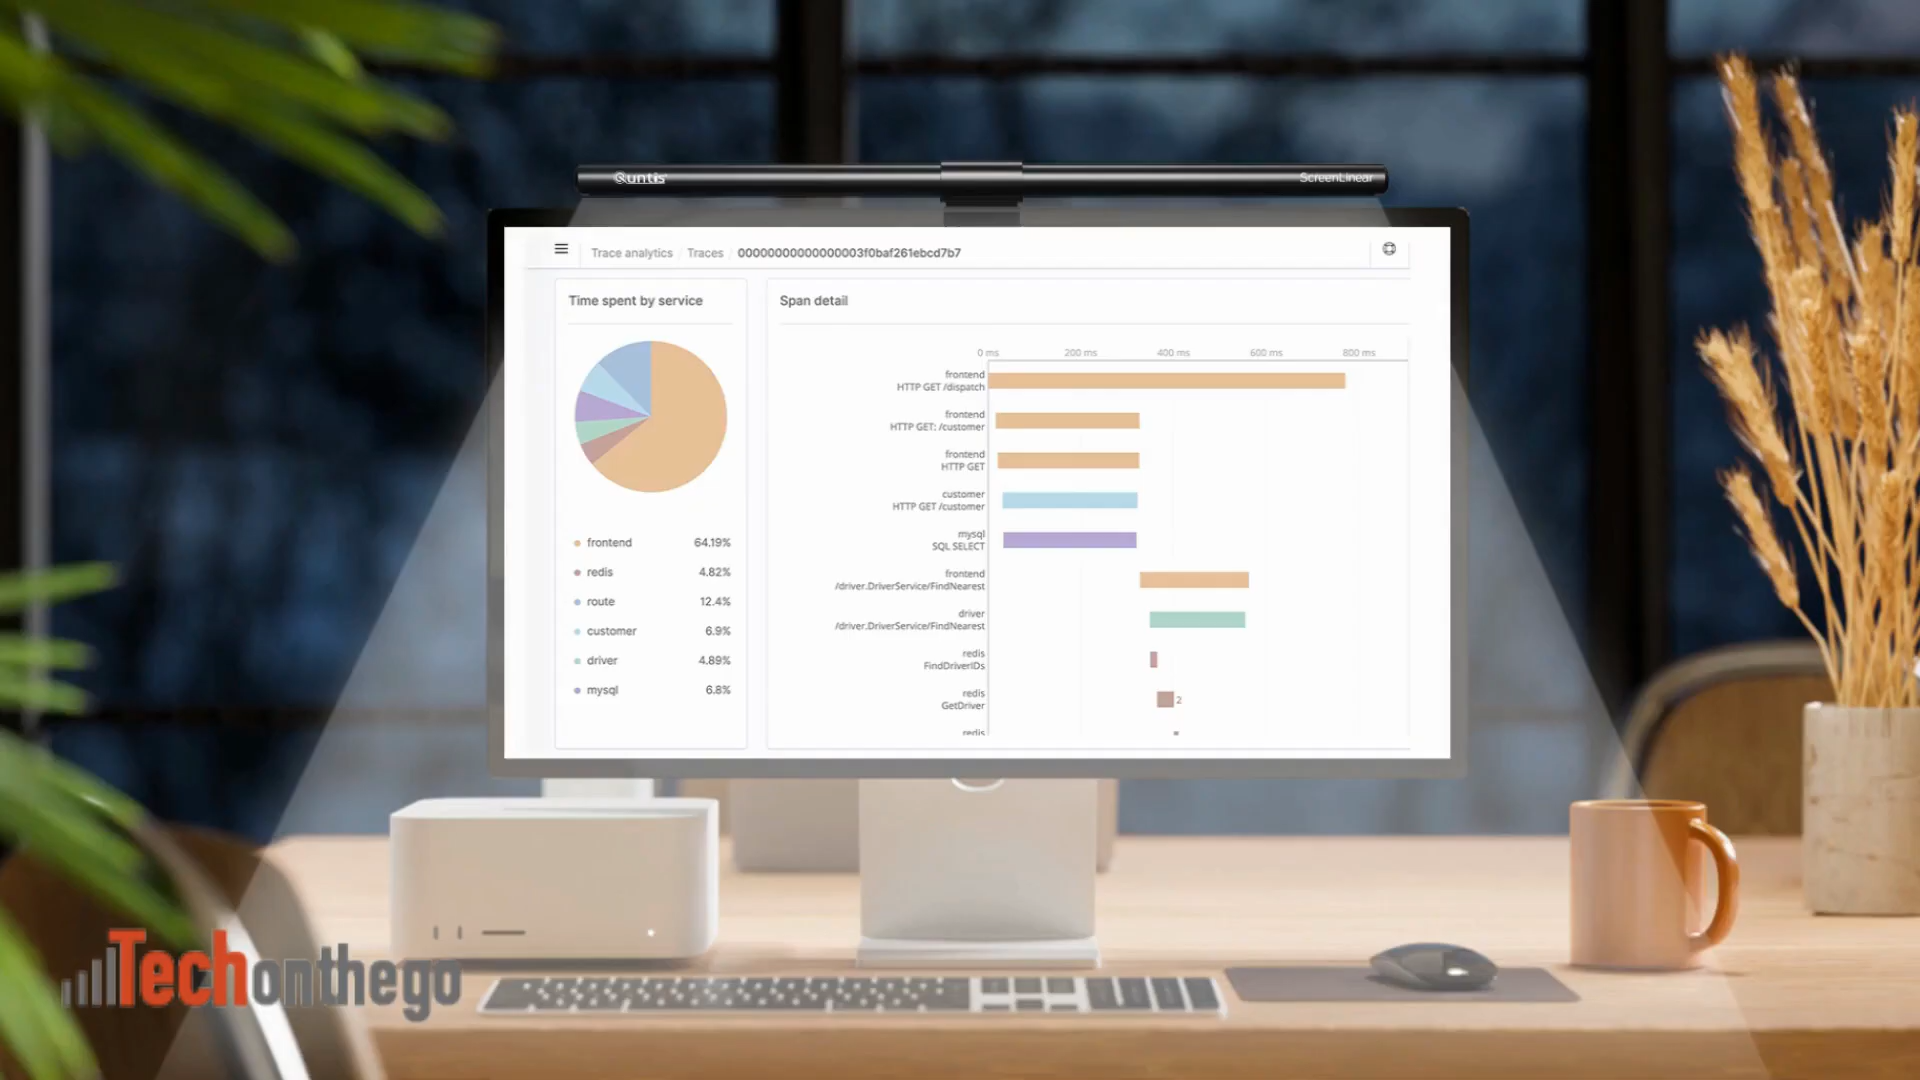 Quntis
ScreenLinear
Trace analytics / Traces / 00000000000000003f0baf261ebcd7b7
Time spent by service
frontend 64.19%
redis 4.82%
route 12.4%
customer 6.9%
driver 4.89%
mysql 6.8%
Span detail
0 ms 200 ms 400 ms 600 ms 800 ms
frontend
HTTP GET /dispatch
frontend
HTTP GET: /customer
frontend
HTTP GET
customer
HTTP GET /customer
mysql
SQL SELECT
frontend
/driver.DriverService/FindNearest
driver
/driver.DriverService/FindNearest
redis
FindDriverIDs
redis
GetDriver
2
redis
Techonthego